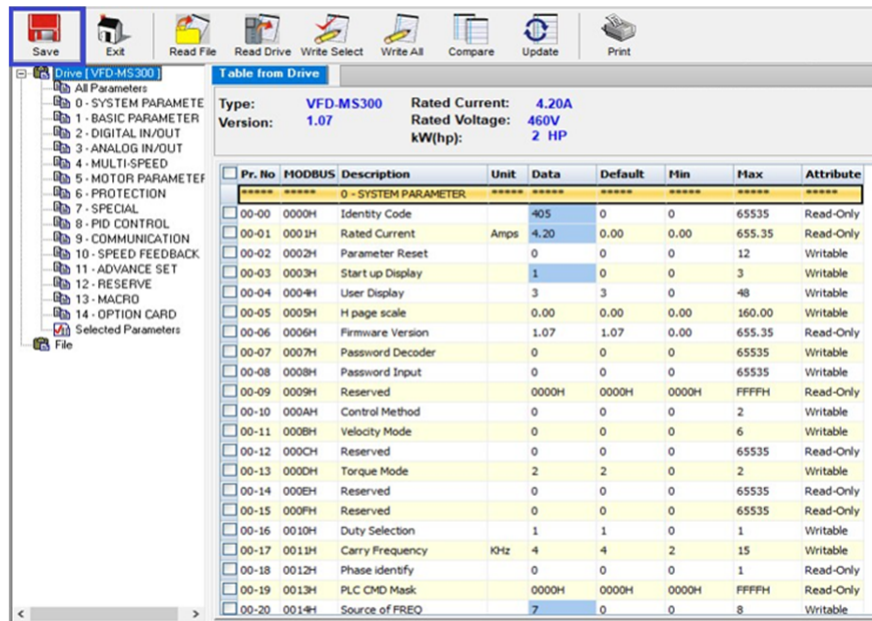 Save Exit Read File Read Drive Write Select Write All Compare Update Print
Drive [ VFD-MS300 ]
All Parameters
0 - SYSTEM PARAMETE
1 - BASIC PARAMETER
2 - DIGITAL IN/OUT
3 - ANALOG IN/OUT
4 - MULTI-SPEED
5 - MOTOR PARAMETER
6 - PROTECTION
7 - SPECIAL
8 - PID CONTROL
9 - COMMUNICATION
10 - SPEED FEEDBACK
11 - ADVANCE SET
12 - RESERVE
13 - MACRO
14 - OPTION CARD
Selected Parameters
File
Table from Drive
Type: VFD-MS300 Rated Current: 4.20A
Version: 1.07 Rated Voltage: 460V
kW(hp): 2 HP
Pr. No MODBUS Description Unit Data Default Min Max Attribute
***** ***** 0 - SYSTEM PARAMETER ***** ***** ***** ***** ***** *****
00-00 0000H Identity Code 405 0 0 65535 Read-Only
00-01 0001H Rated Current Amps 4.20 0.00 0.00 655.35 Read-Only
00-02 0002H Parameter Reset 0 0 0 12 Writable
00-03 0003H Start up Display 1 0 0 3 Writable
00-04 0004H User Display 3 3 0 48 Writable
00-05 0005H H page scale 0.00 0.00 0.00 160.00 Writable
00-06 0006H Firmware Version 1.07 1.07 0.00 655.35 Read-Only
00-07 0007H Password Decoder 0 0 0 65535 Writable
00-08 0008H Password Input 0 0 0 65535 Writable
00-09 0009H Reserved 0000H 0000H 0000H FFFFH Read-Only
00-10 000AH Control Method 0 0 0 2 Writable
00-11 000BH Velocity Mode 0 0 0 6 Writable
00-12 000CH Reserved 0 0 0 65535 Read-Only
00-13 000DH Torque Mode 2 2 0 2 Writable
00-14 000EH Reserved 0 0 0 65535 Read-Only
00-15 000FH Reserved 0 0 0 65535 Read-Only
00-16 0010H Duty Selection 1 1 0 1 Writable
00-17 0011H Carry Frequency KHz 4 4 2 15 Writable
00-18 0012H Phase identify 0 0 0 1 Read-Only
00-19 0013H PLC CMD Mask 0000H 0000H 0000H FFFFH Read-Only
00-20 0014H Source of FREQ 7 0 0 8 Writable